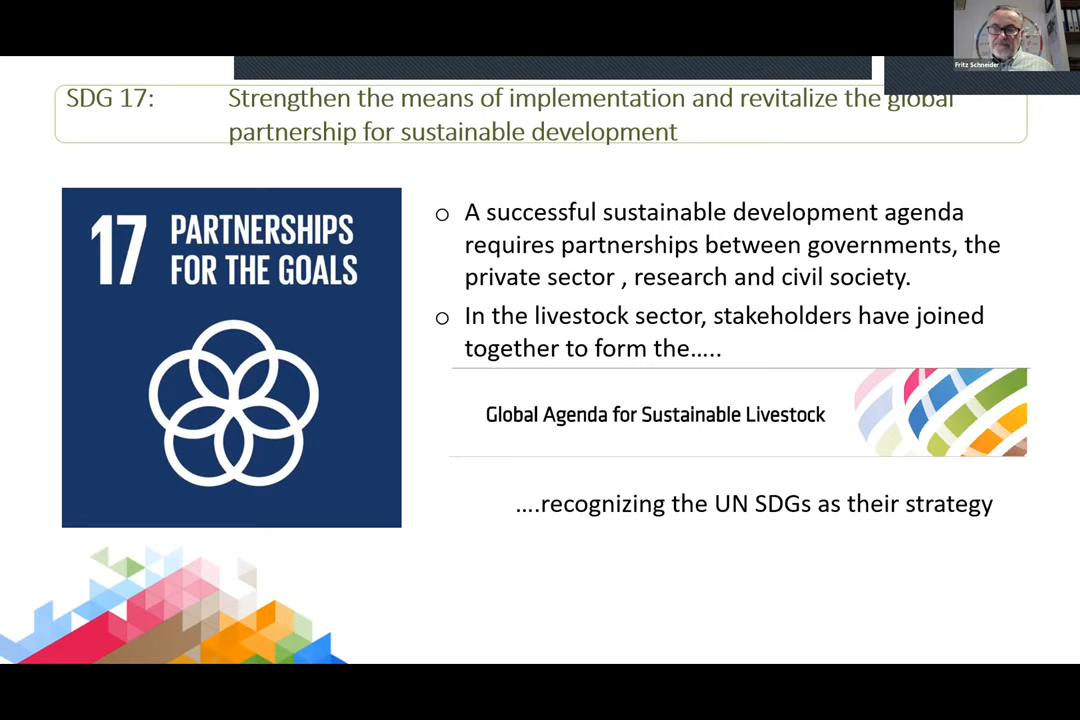 Fritz Schneider
SDG 17: Strengthen the means of implementation and revitalize the global
partnership for sustainable development
17 PARTNERSHIPS
FOR THE GOALS
o A successful sustainable development agenda
requires partnerships between governments, the
private sector , research and civil society.
o In the livestock sector, stakeholders have joined
together to form the…..
Global Agenda for Sustainable Livestock
….recognizing the UN SDGs as their strategy